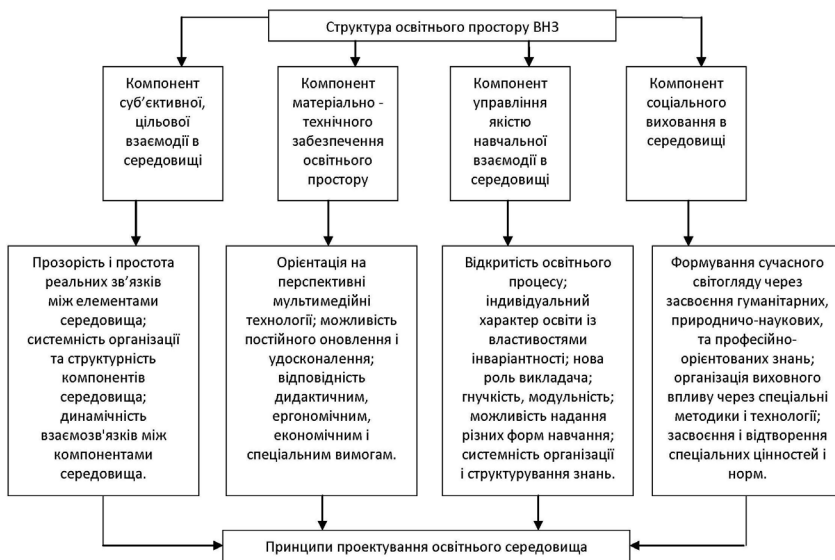 Структура освітнього простору ВНЗ
Компонент
суб’єктивної,
цільової
взаємодії в
середовищі
Компонент
матеріально -
технічного
забезпечення
освітнього
простору
Компонент
управління
якістю
навчальної
взаємодії в
середовищі
Компонент
соціального
виховання в
середовищі
Прозорість і простота
реальних зв’язків
між елементами
середовища;
системність організації
та структурність
компонентів
середовища;
динамічність
взаємозв'язків між
компонентами
середовища.
Орієнтація на
перспективні
мультимедійні
технології; можливість
постійного оновлення і
удосконалення;
відповідність
дидактичним,
ергономічним,
економічним і
спеціальним вимогам.
Відкритість освітнього
процесу;
індивідуальний
характер освіти із
властивостями
інваріантності; нова
роль викладача;
гнучкість, модульність;
можливість надання
різних форм навчання;
системність організації
і структурування знань.
Формування сучасного
світогляду через
засвоєння гуманітарних,
природничо-наукових,
та професійно-
орієнтованих знань;
організація виховного
впливу через спеціальні
методики і технології;
засвоєння і відтворення
спеціальних цінностей і
норм.
Принципи проектування освітнього середовища